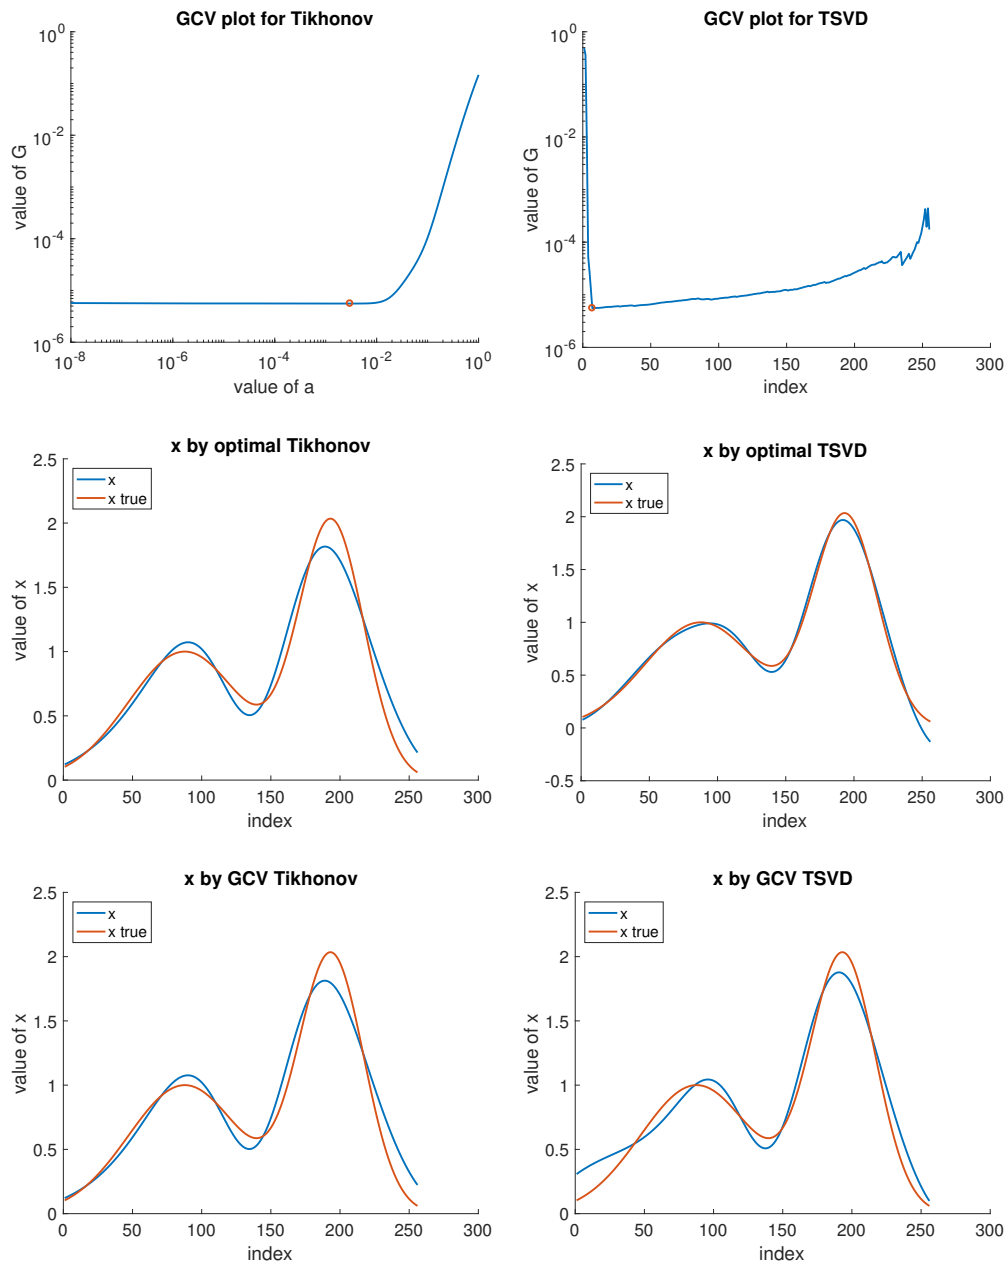 GCV plot for Tikhonov
10^0
10^-2
10^-4
10^-6
value of G
10^-8 10^-6 10^-4 10^-2 10^0
value of a
GCV plot for TSVD
10^0
10^-2
10^-4
10^-6
value of G
0 50 100 150 200 250 300
index
x by optimal Tikhonov
x
x true
2.5
2
1.5
1
0.5
0
value of x
0 50 100 150 200 250 300
index
x by optimal TSVD
x
x true
2.5
2
1.5
1
0.5
0
-0.5
value of x
0 50 100 150 200 250 300
index
x by GCV Tikhonov
x
x true
2.5
2
1.5
1
0.5
0
value of x
0 50 100 150 200 250 300
index
x by GCV TSVD
x
x true
2.5
2
1.5
1
0.5
0
value of x
0 50 100 150 200 250 300
index